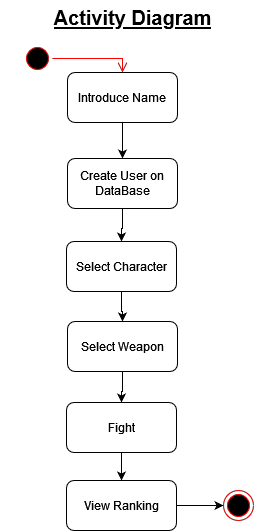 Activity Diagram
Introduce Name
Create User on
DataBase
Select Character
Select Weapon
Fight
View Ranking